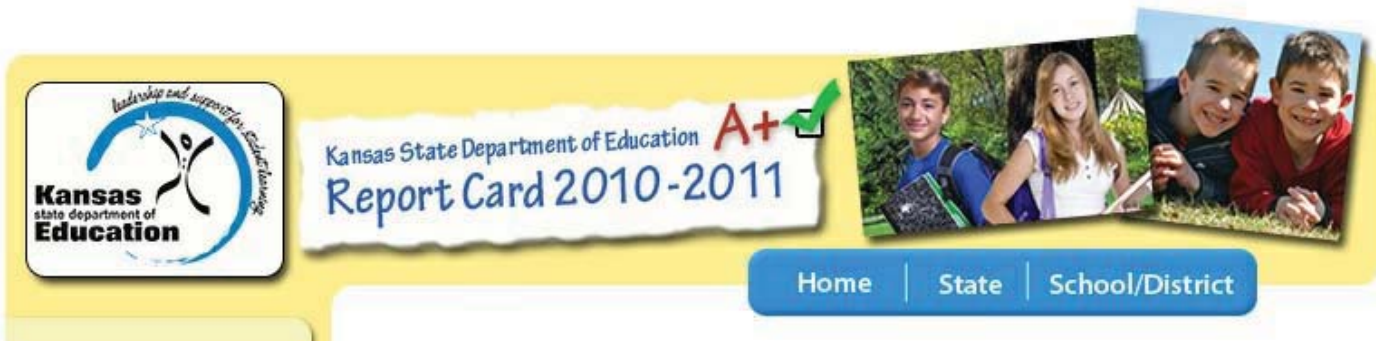 leadership and support for student learning
Kansas
state department of
Education
Kansas State Department of Education A+
Report Card 2010-2011
Home
State
School/District